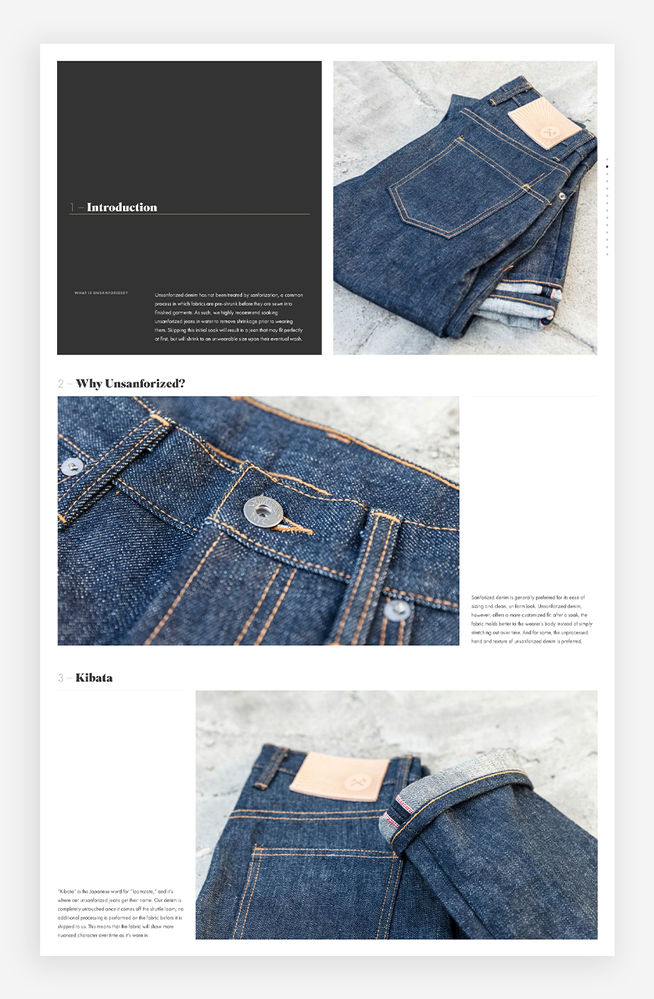 1 – Introduction
WHAT IS UNSANFORIZED?
Unsanforized denim has not been treated by sanforization, a common
process in which fabrics are pre-shrunk before they are sewn into
finished garments. As such, we highly recommend soaking
unsanforized jeans in water to remove shrinkage prior to wearing
them. Skipping this initial soak will result in a jean that may fit perfectly
at first, but will shrink to an unwearable size upon their eventual wash.
2 – Why Unsanforized?
Sanforized denim is generally preferred for its ease of
sizing and clean, uniform look. Unsanforized denim,
however, offers a more customized fit: after a soak, the
fabric molds better to the wearer's body instead of simply
stretching out over time. And for some, the unprocessed
hand and texture of unsanforized denim is preferred.
3 – Kibata
"Kibata" is the Japanese word for "loomstate," and it's
where our unsanforized jeans get their name. Our denim is
completely untouched once it comes off the shuttle loom; no
additional processing is preformed on the fabric before it is
shipped to us. This means that the fabric will show more
nuanced character over time as it's worn in.